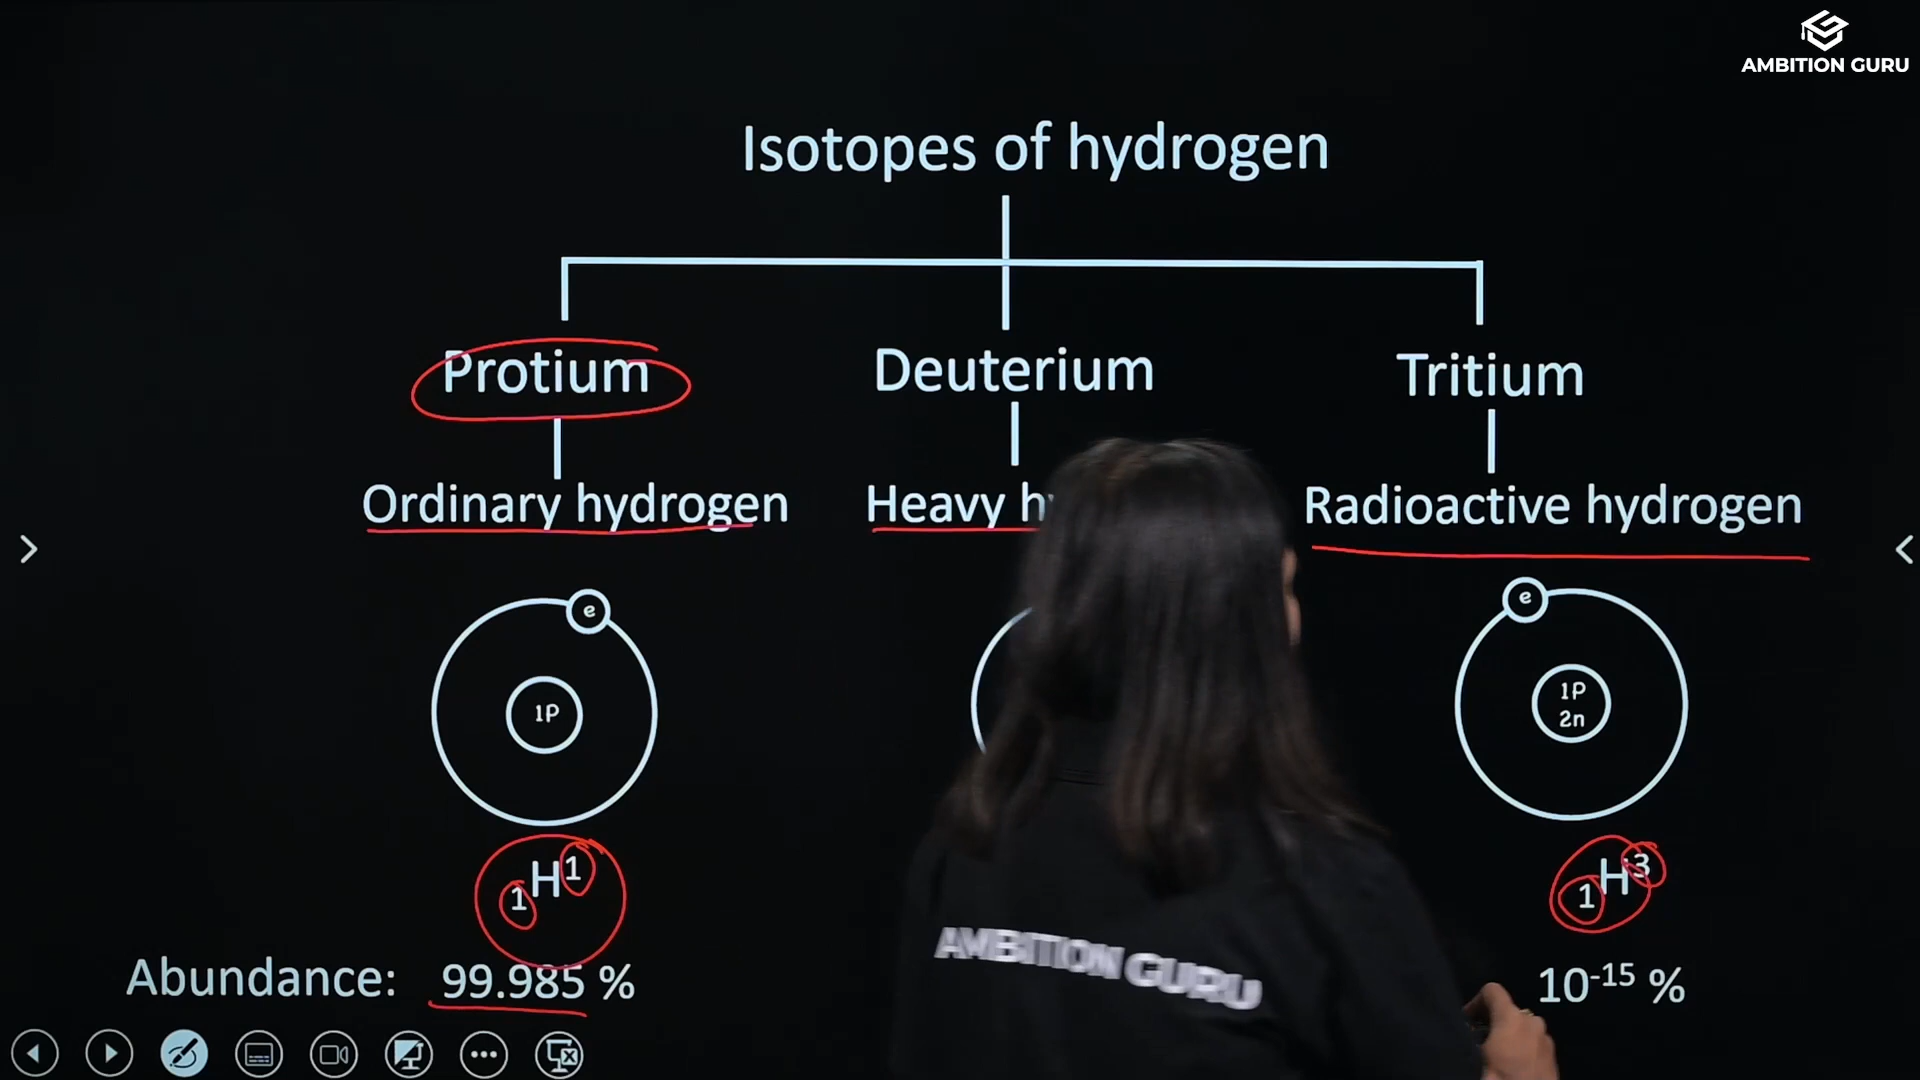 AMBITION GURU
Isotopes of hydrogen
Protium
Deuterium
Tritium
Ordinary hydrogen
Heavy
Radioactive hydrogen
e
e
1P
1P
2n
₁H¹
₁H³
AMBITION GURU
Abundance: 99.985 %
10⁻¹⁵ %